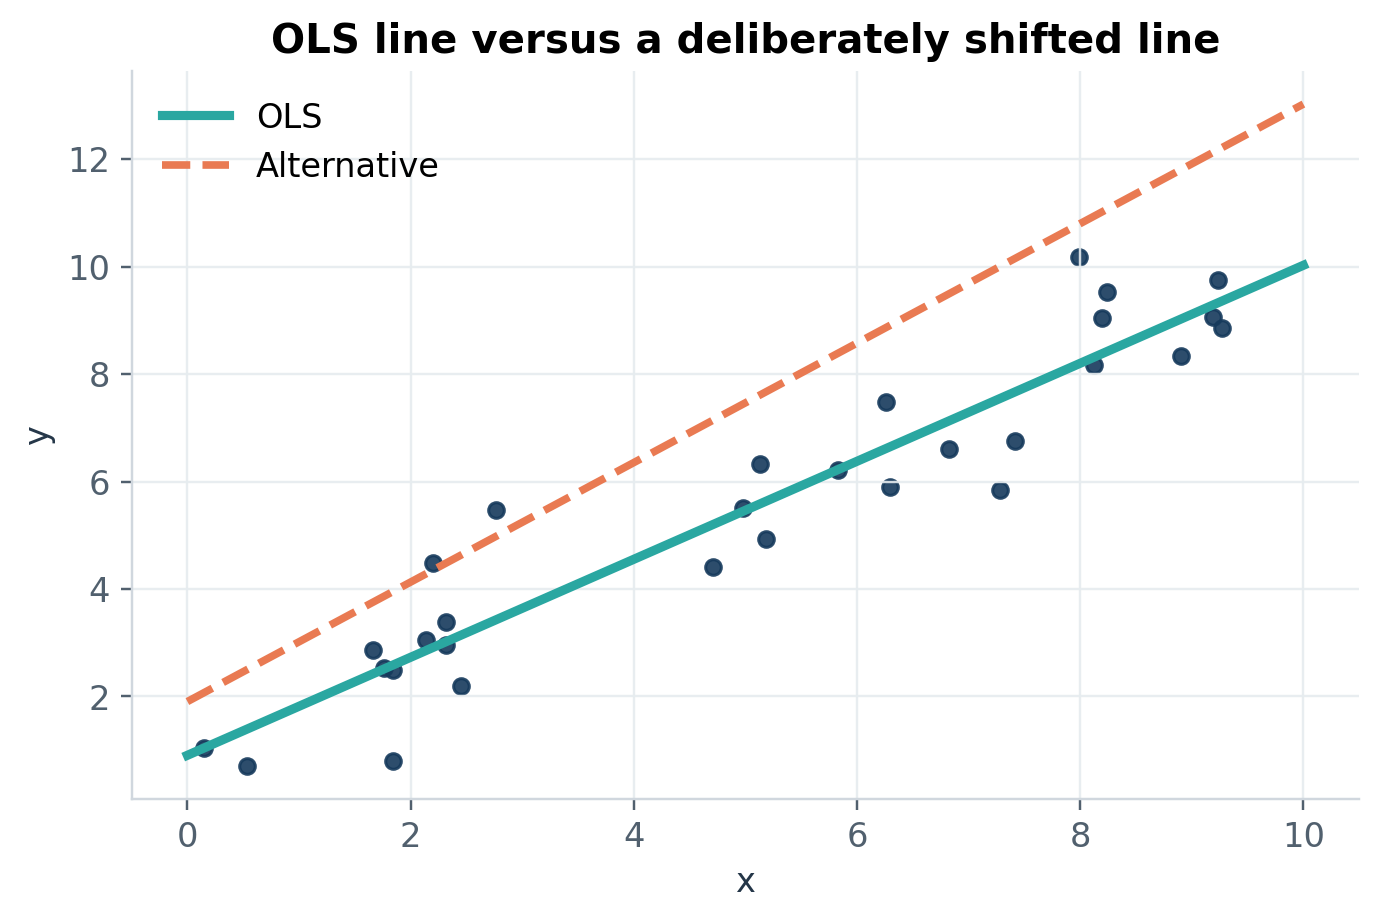 OLS line versus a deliberately shifted line
OLS
Alternative
12
10
8
6
4
2
y
0 2 4 6 8 10
x